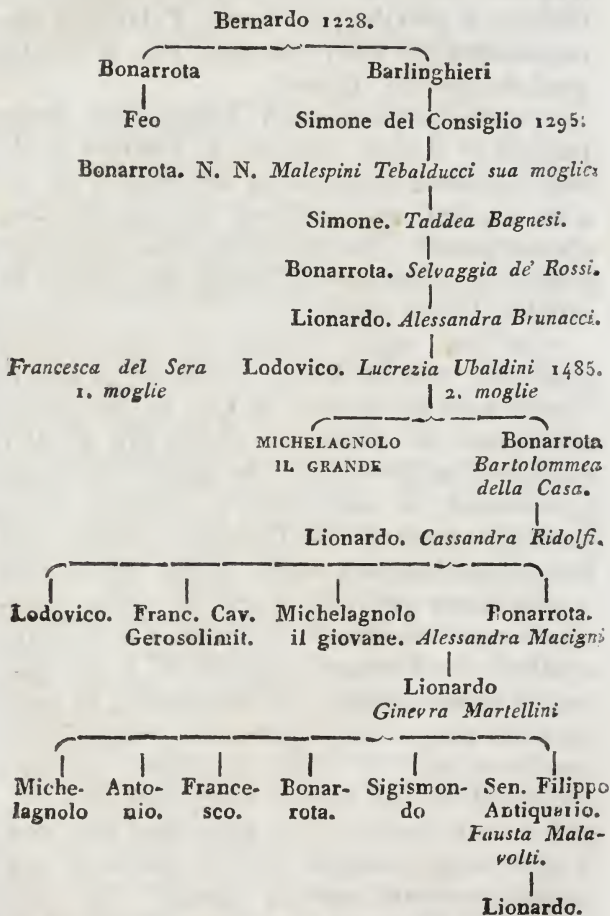 Bernardo 1228.
Bonarrota Barlinghieri
Feo Simone del Consiglio 1295.
Bonarrota. N. N. Malespini Tebalducci sua moglie.
Simone. Taddea Bagnesi.
Bonarrota. Selvaggia de' Rossi.
Lionardo. Alessandra Brunacci.
Francesca del Sera Lodovico. Lucrezia Ubaldini 1485.
1. moglie 2. moglie
MICHELAGNOLO Bonarrota
IL GRANDE Bartolommea
della Casa.
Lionardo. Cassandra Ridolfi.
Lodovico. Franc. Cav. Michelagnolo Bonarrota.
Gerosolimit. il giovane. Alessandra Macigni
Lionardo
Ginevra Martellini
Miche- Anto- France- Bonar- Sigismon- Sen. Filippo
lagnolo nio. sco. rota. do Antiquario.
Fausta Mala-
volti.
Lionardo.